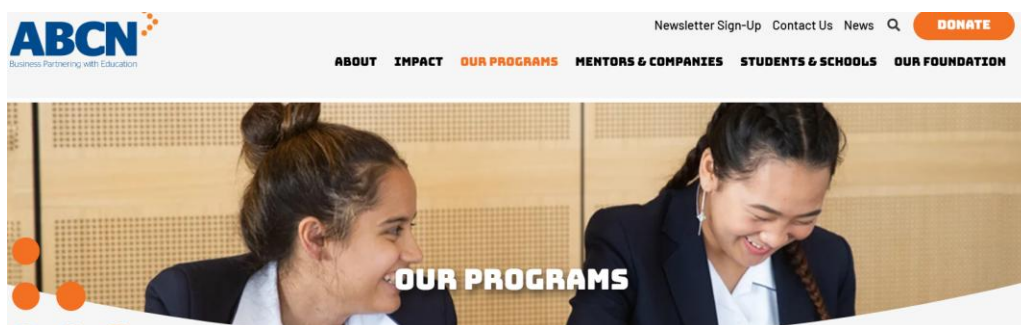 ABCN
Business Partnering with Education
Newsletter Sign-Up Contact Us News DONATE
ABOUT IMPACT OUR PROGRAMS MENTORS & COMPANIES STUDENTS & SCHOOLS OUR FOUNDATION
OUR PROGRAMS